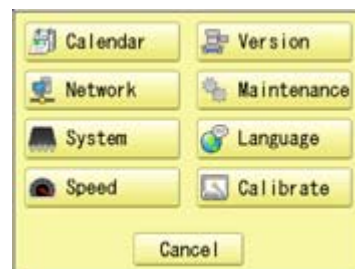 Calendar
Version
Network
Maintenance
System
Language
Speed
Calibrate
Cancel